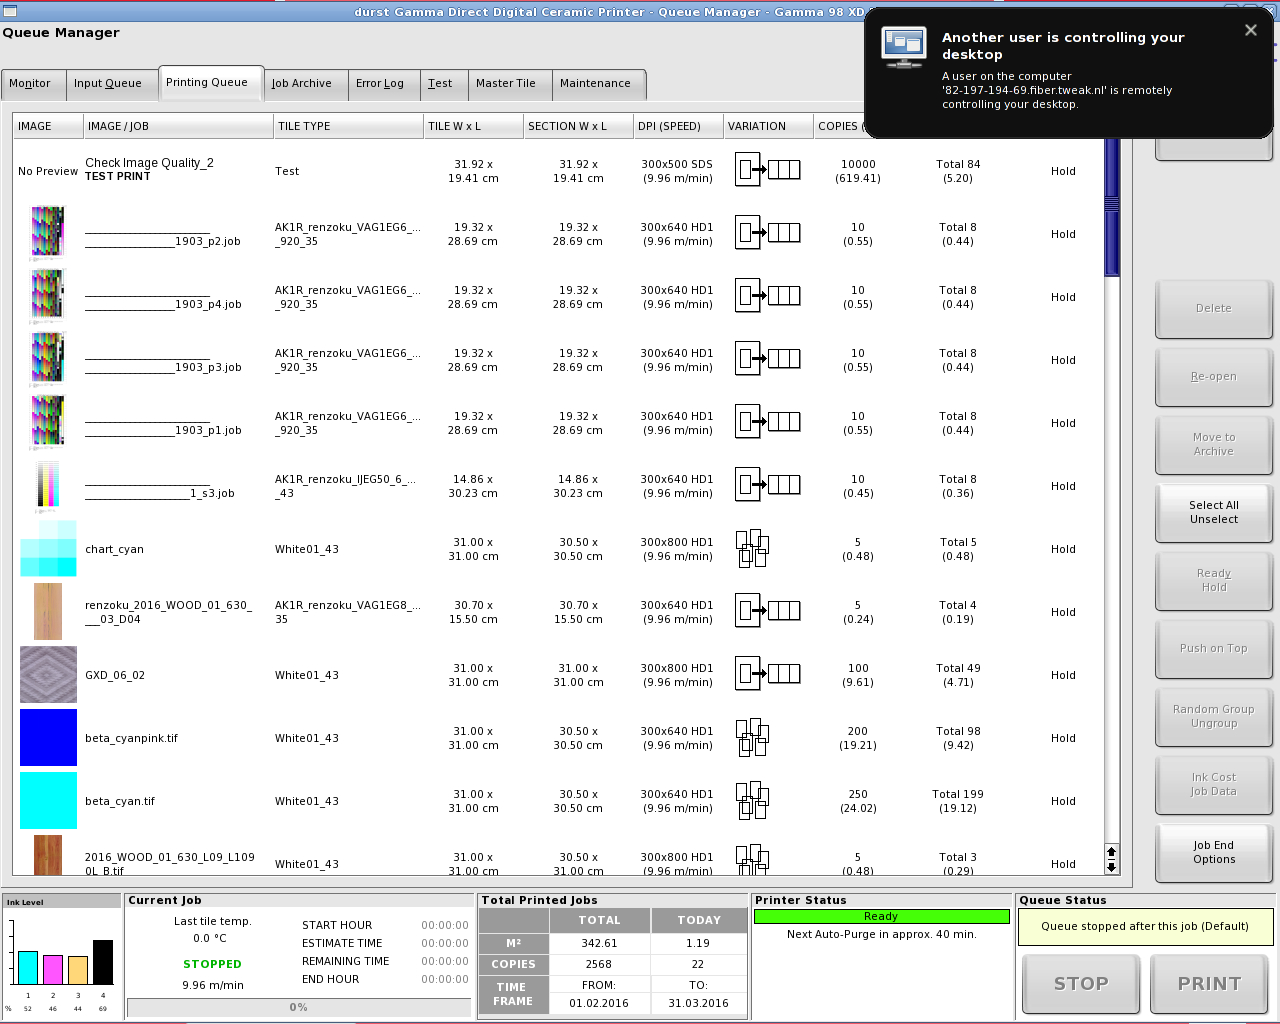 durst Gamma Direct Digital Ceramic Printer - Queue Manager - Gamma 98 XD
Queue Manager
Another user is controlling your
desktop
A user on the computer
'82-197-194-69.fiber.tweak.nl' is remotely
controlling your desktop.
Monitor Input Queue Printing Queue Job Archive Error Log Test Master Tile Maintenance
IMAGE IMAGE / JOB TILE TYPE TILE W x L SECTION W x L DPI (SPEED) VARIATION COPIES
No Preview Check Image Quality_2 TEST PRINT Test 31.92 x 19.41 cm 31.92 x 19.41 cm 300x500 SDS (9.96 m/min) 10000 (619.41) Total 84 (5.20) Hold
_____________________ _______________1903_p2.job AK1R_renzoku_VAG1EG6_... _920_35 19.32 x 28.69 cm 19.32 x 28.69 cm 300x640 HD1 (9.96 m/min) 10 (0.55) Total 8 (0.44) Hold
_____________________ _______________1903_p4.job AK1R_renzoku_VAG1EG6_... _920_35 19.32 x 28.69 cm 19.32 x 28.69 cm 300x640 HD1 (9.96 m/min) 10 (0.55) Total 8 (0.44) Hold
_____________________ _______________1903_p3.job AK1R_renzoku_VAG1EG6_... _920_35 19.32 x 28.69 cm 19.32 x 28.69 cm 300x640 HD1 (9.96 m/min) 10 (0.55) Total 8 (0.44) Hold
_____________________ _______________1903_p1.job AK1R_renzoku_VAG1EG6_... _920_35 19.32 x 28.69 cm 19.32 x 28.69 cm 300x640 HD1 (9.96 m/min) 10 (0.55) Total 8 (0.44) Hold
_____________________ __________________1_s3.job AK1R_renzoku_IJEG50_6_... _43 14.86 x 30.23 cm 14.86 x 30.23 cm 300x640 HD1 (9.96 m/min) 10 (0.45) Total 8 (0.36) Hold
chart_cyan White01_43 31.00 x 31.00 cm 30.50 x 30.50 cm 300x800 HD1 (9.96 m/min) 5 (0.48) Total 5 (0.48) Hold
renzoku_2016_WOOD_01_630_ ___03_D04 AK1R_renzoku_VAG1EG8_... 35 30.70 x 15.50 cm 30.70 x 15.50 cm 300x640 HD1 (9.96 m/min) 5 (0.24) Total 4 (0.19) Hold
GXD_06_02 White01_43 31.00 x 31.00 cm 31.00 x 31.00 cm 300x800 HD1 (9.96 m/min) 100 (9.61) Total 49 (4.71) Hold
beta_cyanpink.tif White01_43 31.00 x 31.00 cm 30.50 x 30.50 cm 300x640 HD1 (9.96 m/min) 200 (19.21) Total 98 (9.42) Hold
beta_cyan.tif White01_43 31.00 x 31.00 cm 30.50 x 30.50 cm 300x640 HD1 (9.96 m/min) 250 (24.02) Total 199 (19.12) Hold
2016_WOOD_01_630_L09_L109 0L_B.tif White01_43 31.00 x 31.00 cm 30.50 x 30.50 cm 300x800 HD1 (9.96 m/min) 5 (0.48) Total 3 (0.29) Hold
Delete
Re-open
Move to
Archive
Select All
Unselect
Ready
Hold
Push on Top
Random Group
Ungroup
Ink Cost
Job Data
Job End
Options
Ink Level
1 2 3 4
% 52 46 44 69
Current Job
Last tile temp.
0.0 °C
STOPPED
9.96 m/min
START HOUR 00:00:00
ESTIMATE TIME 00:00:00
REMAINING TIME 00:00:00
END HOUR 00:00:00
0%
Total Printed Jobs
TOTAL TODAY
M² 342.61 1.19
COPIES 2568 22
TIME FRAME FROM: 01.02.2016 TO: 31.03.2016
Printer Status
Ready
Next Auto-Purge in approx. 40 min.
Queue Status
Queue stopped after this job (Default)
STOP PRINT